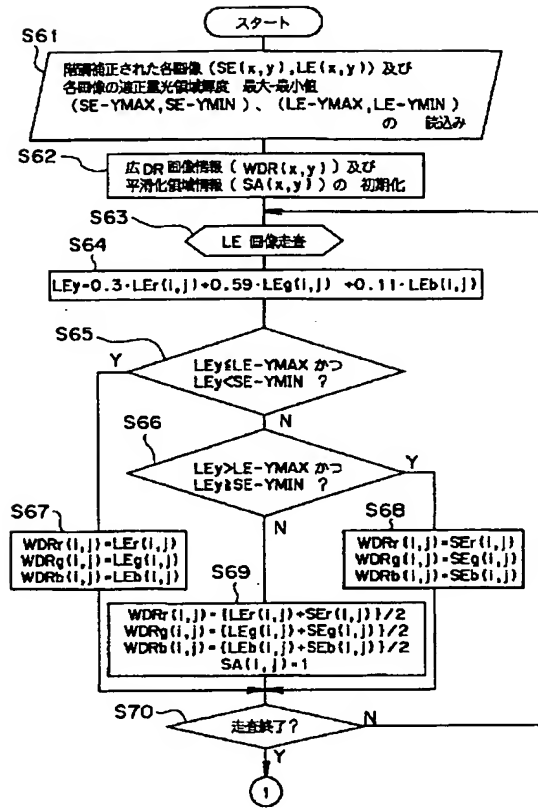 スタート
S61
階調補正された各画像(SE(x,y),LE(x,y))及び
各画像の適正露光領域輝度 最大-最小値
(SE-YMAX,SE-YMIN)、(LE-YMAX,LE-YMIN)
の 読込み
S62
広DR画像情報(WDR(x,y)及び
平滑化領域情報(SA(x,y)の 初期化
S63
LE 画像走査
S64
LEy=0.3・LEr(i,j)+0.59・LEg(i,j) +0.11・LEb(i,j)
S65
Y
LEy≦LE-YMAX かつ
LEy<SE-YMIN ?
N
S66
Y
LEy>LE-YMAX かつ
LEy≧SE-YMIN ?
N
S67
WDRr(i,j)=LEr(i,j)
WDRg(i,j)=LEg(i,j)
WDRb(i,j)=LEb(i,j)
S68
WDRr(i,j)=SEr(i,j)
WDRg(i,j)=SEg(i,j)
WDRb(i,j)=SEb(i,j)
S69
WDRr(i,j)={LEr(i,j)+SEr(i,j)}/2
WDRg(i,j)={LEg(i,j)+SEg(i,j)}/2
WDRb(i,j)={LEb(i,j)+SEb(i,j)}/2
SA(i,j)=1
S70
走査終了?
N
Y
1